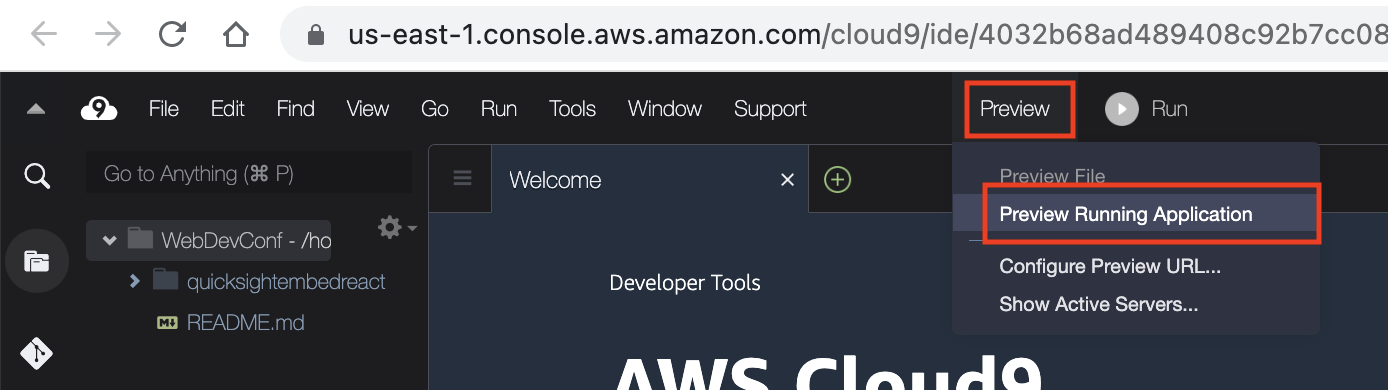 us-east-1.console.aws.amazon.com/cloud9/ide/4032b68ad489408c92b7cc08
9 File Edit Find View Go Run Tools Window Support Preview Run
Go to Anything (⌘ P)
Welcome
Preview File
Preview Running Application
Configure Preview URL...
Show Active Servers...
WebDevConf - /ho
quicksightembedreact
README.md
Developer Tools
AWS Cloud9